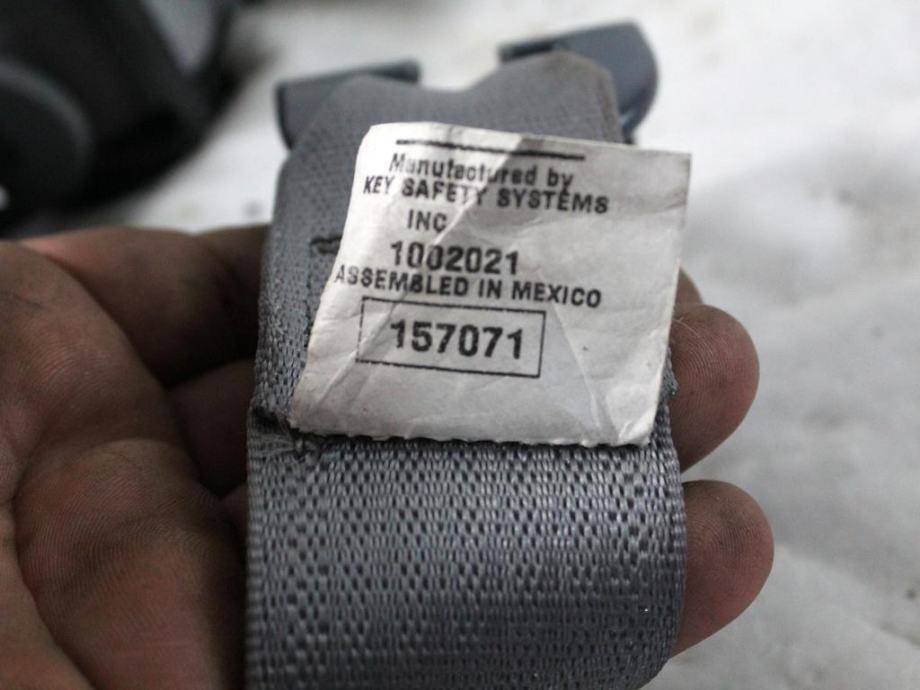 Manufactured by
KEY SAFETY SYSTEMS
INC
1002021
ASSEMBLED IN MEXICO
157071